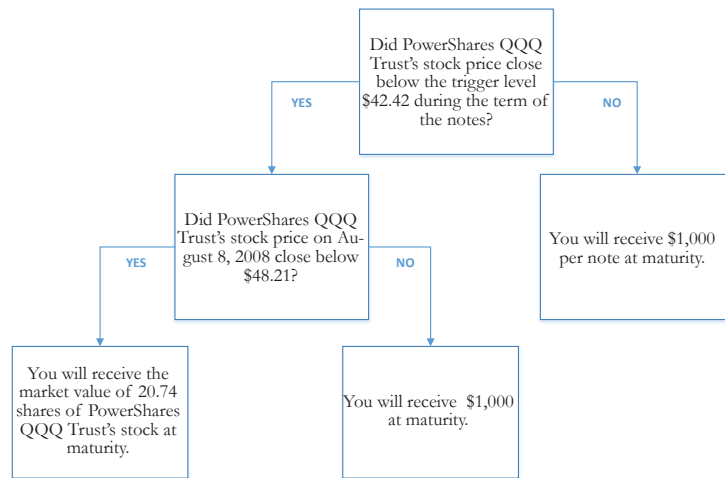 Did PowerShares QQQ
Trust's stock price close
below the trigger level
$42.42 during the term of
the notes?
YES
NO
Did PowerShares QQQ
Trust's stock price on Au-
gust 8, 2008 close below
$48.21?
You will receive $1,000
per note at maturity.
YES
NO
You will receive the
market value of 20.74
shares of PowerShares
QQQ Trust's stock at
maturity.
You will receive $1,000
at maturity.